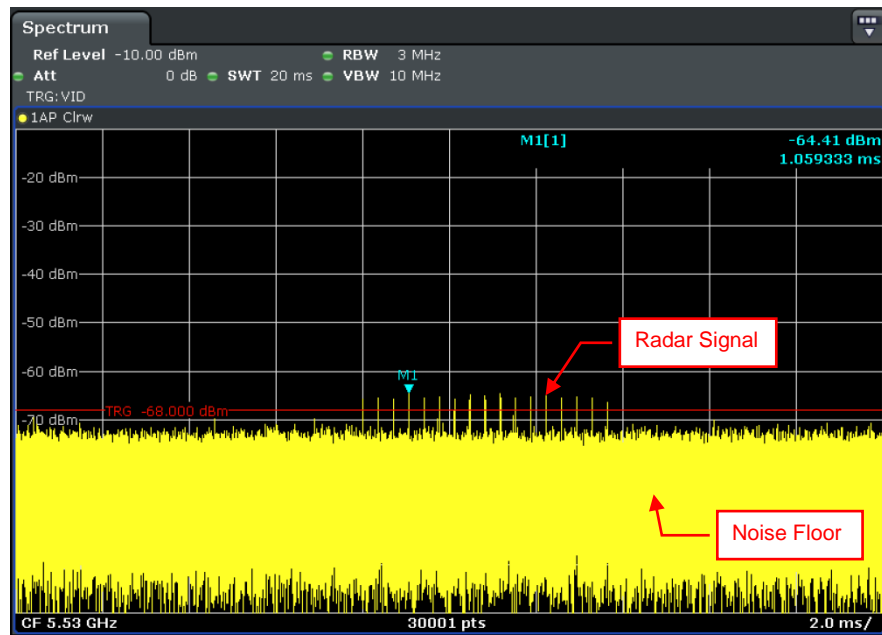 Spectrum
Ref Level -10.00 dBm RBW 3 MHz
Att 0 dB SWT 20 ms VBW 10 MHz
TRG:VID
1AP Clrw
M1[1] -64.41 dBm
1.059333 ms
-20 dBm
-30 dBm
-40 dBm
-50 dBm
Radar Signal
-60 dBm
M1
TRG -68.000 dBm
-70 dBm
Noise Floor
CF 5.53 GHz 30001 pts 2.0 ms/